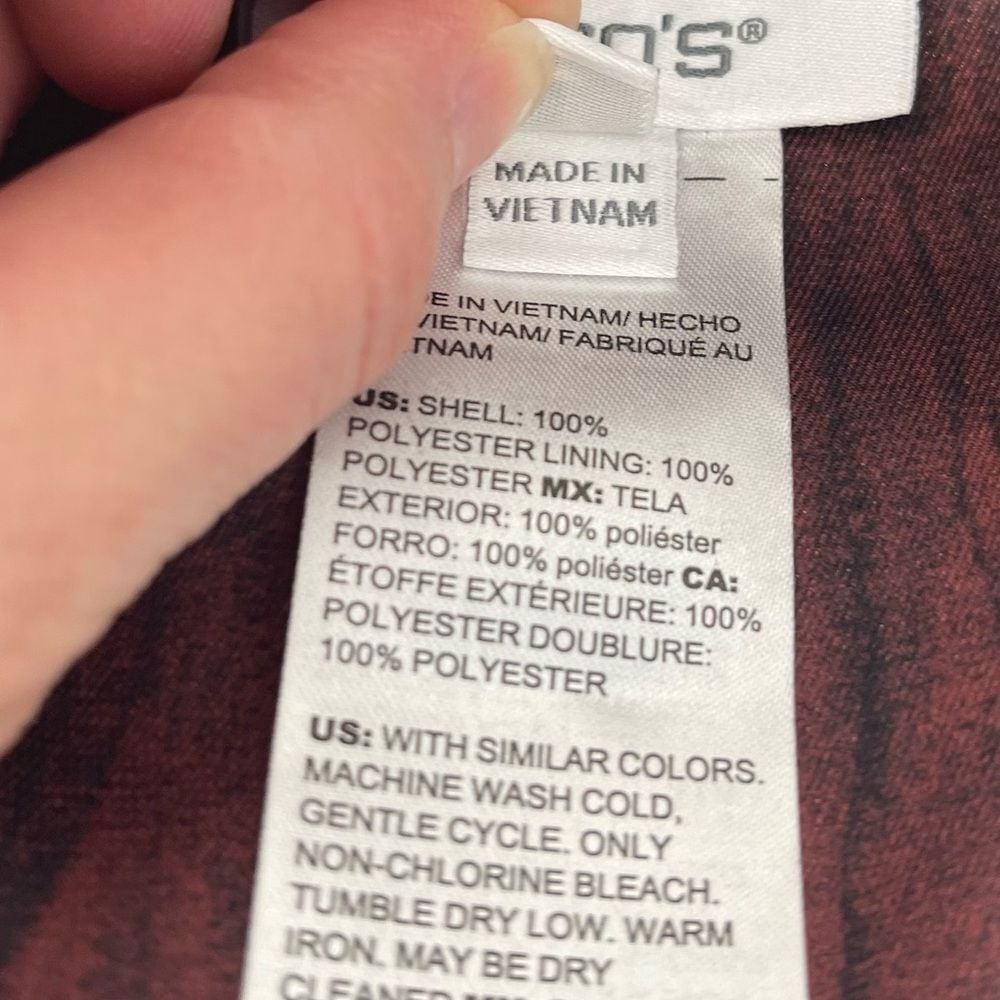 'S®
MADE IN
VIETNAM
E IN VIETNAM/ HECHO
VIETNAM/ FABRIQUÉ AU
TNAM
US: SHELL: 100%
POLYESTER LINING: 100%
POLYESTER MX: TELA
EXTERIOR: 100% poliéster
FORRO: 100% poliéster CA:
ÉTOFFE EXTÉRIEURE: 100%
POLYESTER DOUBLURE:
100% POLYESTER
US: WITH SIMILAR COLORS.
MACHINE WASH COLD,
GENTLE CYCLE. ONLY
NON-CHLORINE BLEACH.
TUMBLE DRY LOW. WARM
IRON. MAY BE DRY
CLEANED